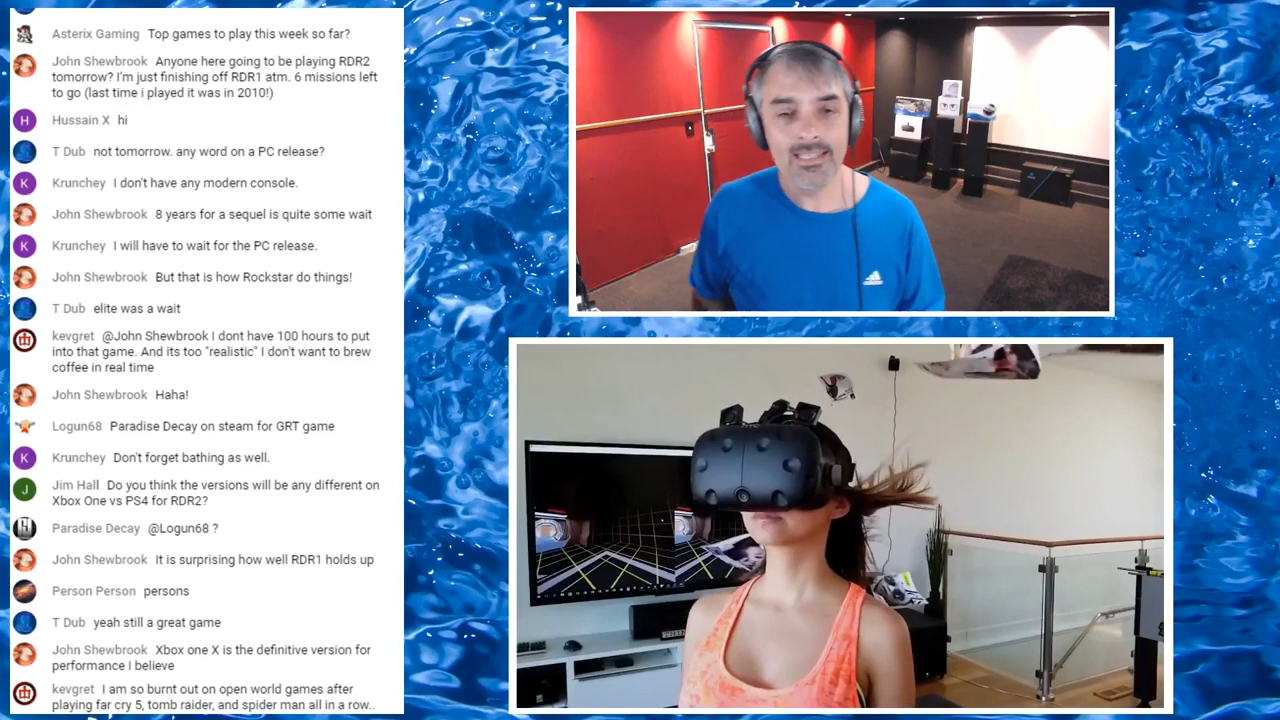 Asterix Gaming Top games to play this week so far?
John Shewbrook Anyone here going to be playing RDR2
tomorrow? I'm just finishing off RDR1 atm. 6 missions left
to go (last time i played it was in 2010!)
H Hussain X hi
T Dub not tomorrow. any word on a PC release?
K Krunchey I don't have any modern console.
John Shewbrook 8 years for a sequel is quite some wait
K Krunchey I will have to wait for the PC release.
John Shewbrook But that is how Rockstar do things!
T Dub elite was a wait
kevgret @John Shewbrook I dont have 100 hours to put
into that game. And its too "realistic" I don't want to brew
coffee in real time
John Shewbrook Haha!
Logun68 Paradise Decay on steam for GRT game
K Krunchey Don't forget bathing as well.
J Jim Hall Do you think the versions will be any different on
Xbox One vs PS4 for RDR2?
Paradise Decay @Logun68 ?
John Shewbrook It is surprising how well RDR1 holds up
Person Person persons
T Dub yeah still a great game
John Shewbrook Xbox one X is the definitive version for
performance I believe
kevgret I am so burnt out on open world games after
playing far cry 5, tomb raider, and spider man all in a row..
adidas